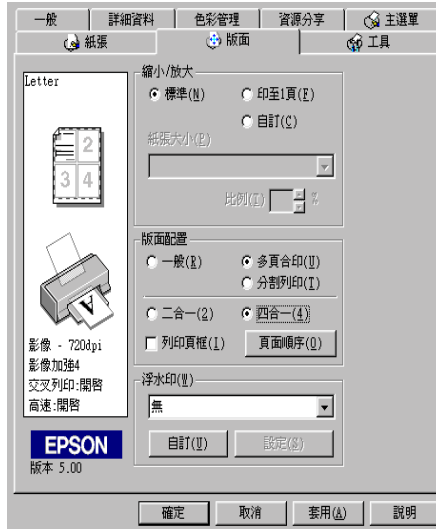 一般 詳細資料 色彩管理 資源分享 主選單
紙張 版面 工具
Letter
2
3 4
影像 - 720dpi
影像加強4
交叉列印:開啓
高速:開啓
EPSON
版本 5.00
縮小/放大
標準(N) 印至1頁(F)
自訂(C)
紙張大小(P)
比例(T) %
版面配置
一般(R) 多頁合印(U)
分割列印(T)
二合一(2) 四合一(4)
列印頁框(I) 頁面順序(O)
浮水印(W)
無
自訂(U) 設定(S)
確定 取消 套用(A) 説明